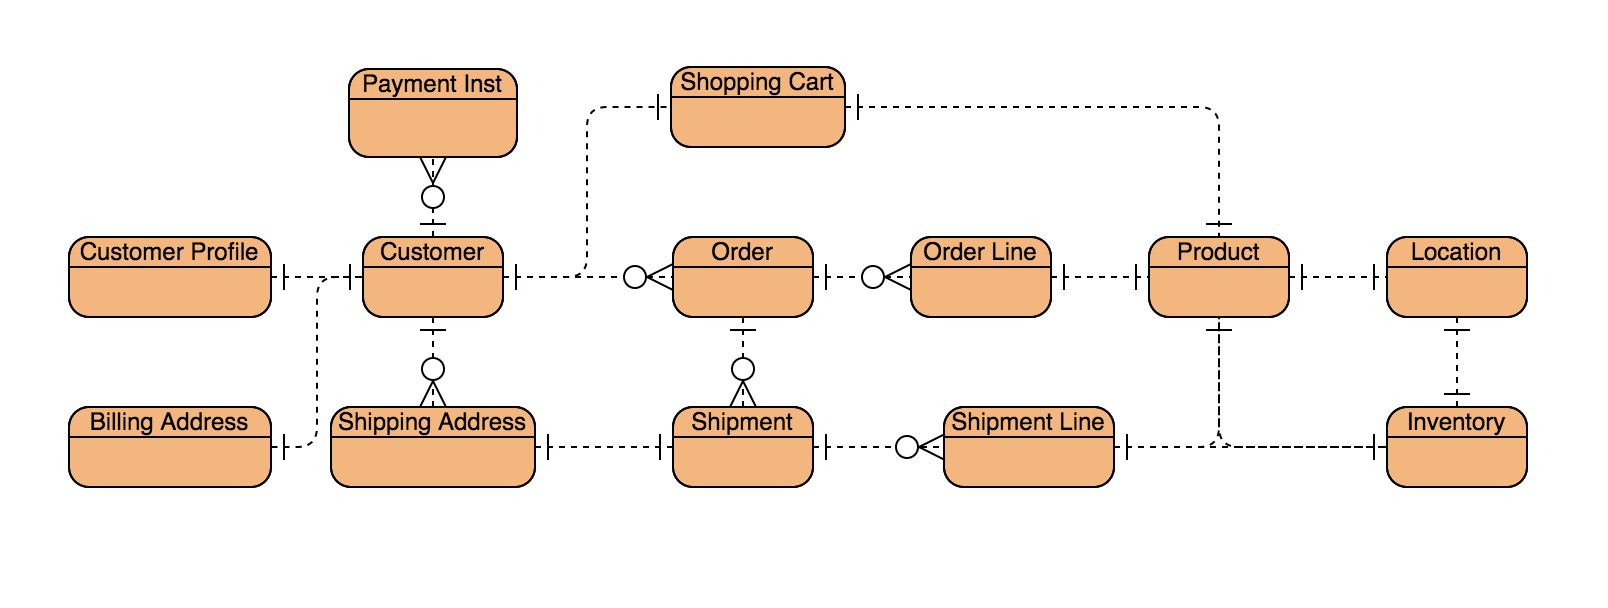 Payment Inst
Shopping Cart
Customer Profile
Customer
Order
Order Line
Product
Location
Billing Address
Shipping Address
Shipment
Shipment Line
Inventory